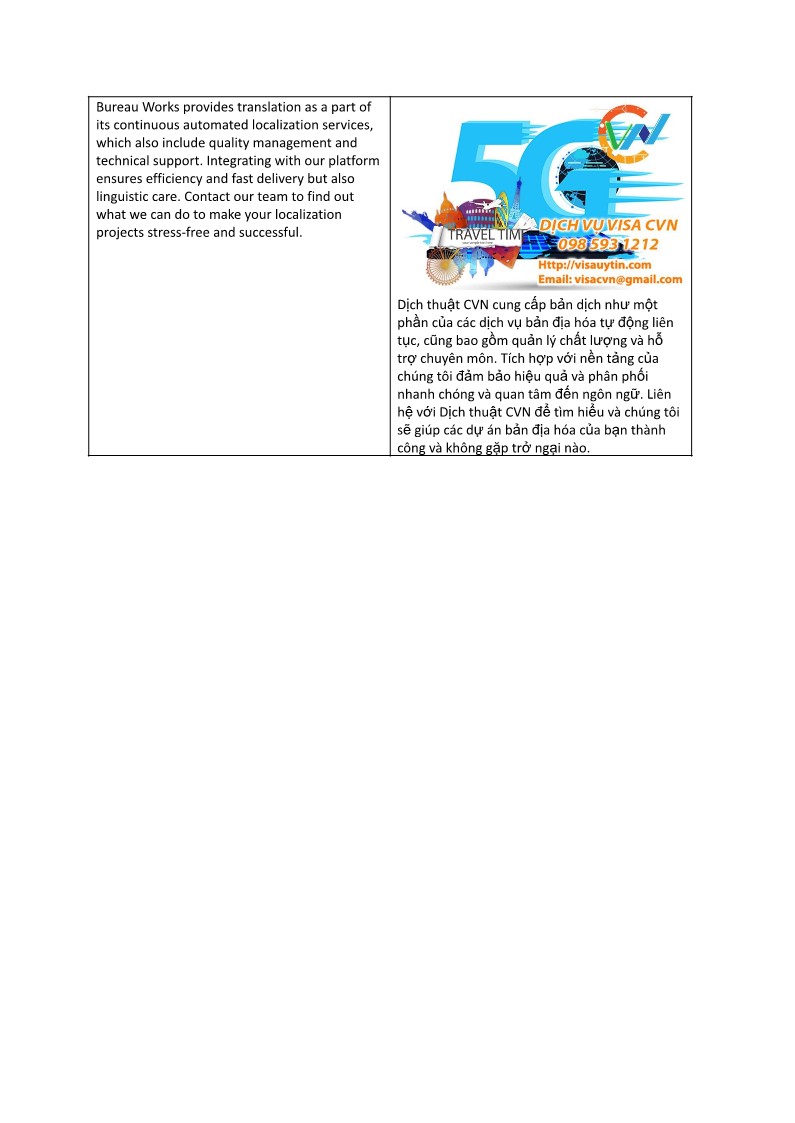 Bureau Works provides translation as a part of
its continuous automated localization services,
which also include quality management and
technical support. Integrating with our platform
ensures efficiency and fast delivery but also
linguistic care. Contact our team to find out
what we can do to make your localization
projects stress-free and successful.
5G
CVN
TRAVEL TIME
DỊCH VỤ VISA CVN
098 593 1212
Http://visauytin.com
Email: visacvn@gmail.com
Dịch thuật CVN cung cấp bản dịch như một
phần của các dịch vụ bản địa hóa tự động liên
tục, cũng bao gồm quản lý chất lượng và hỗ
trợ chuyên môn. Tích hợp với nền tảng của
chúng tôi đảm bảo hiệu quả và phân phối
nhanh chóng và quan tâm đến ngôn ngữ. Liên
hệ với Dịch thuật CVN để tìm hiểu và chúng tôi
sẽ giúp các dự án bản địa hóa của bạn thành
công và không gặp trở ngại nào.